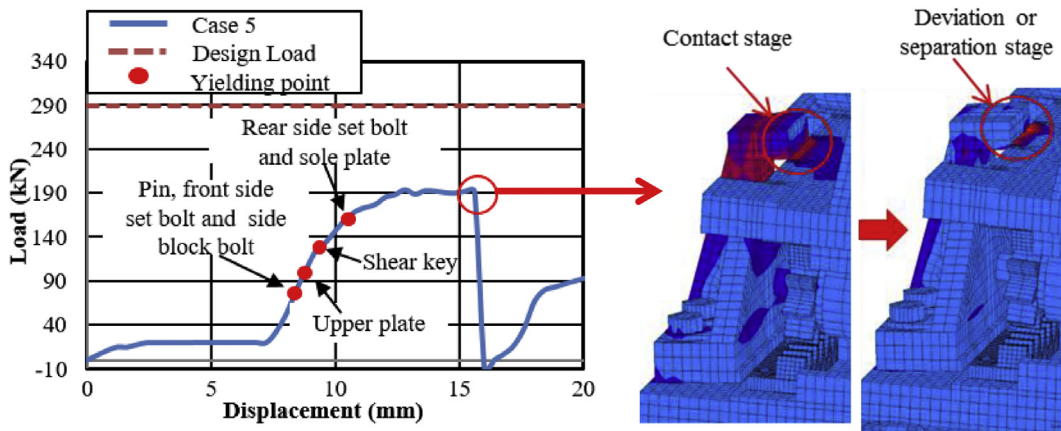 Case 5
Design Load
Yielding point
340
290
240
190
140
90
40
-10
Load (kN)
Rear side set bolt
and sole plate
Pin, front side
set bolt and side
block bolt
Shear key
Upper plate
0
5
10
15
20
Displacement (mm)
Contact stage
Deviation or
separation stage